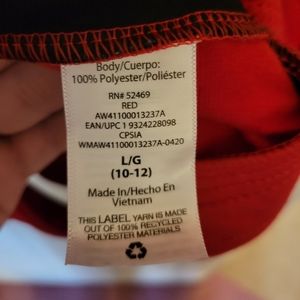 Body/Cuerpo:
100% Polyester/Poliéster
RN# 52469
RED
AW41100013237A
EAN/UPC 1 9324228098
CPSIA
WMAW41100013237A-0420
L/G
(10-12)
Made In/Hecho En
Vietnam
THIS LABEL YARN IS MADE
OUT OF 100% RECYCLED
POLYESTER MATERIALS